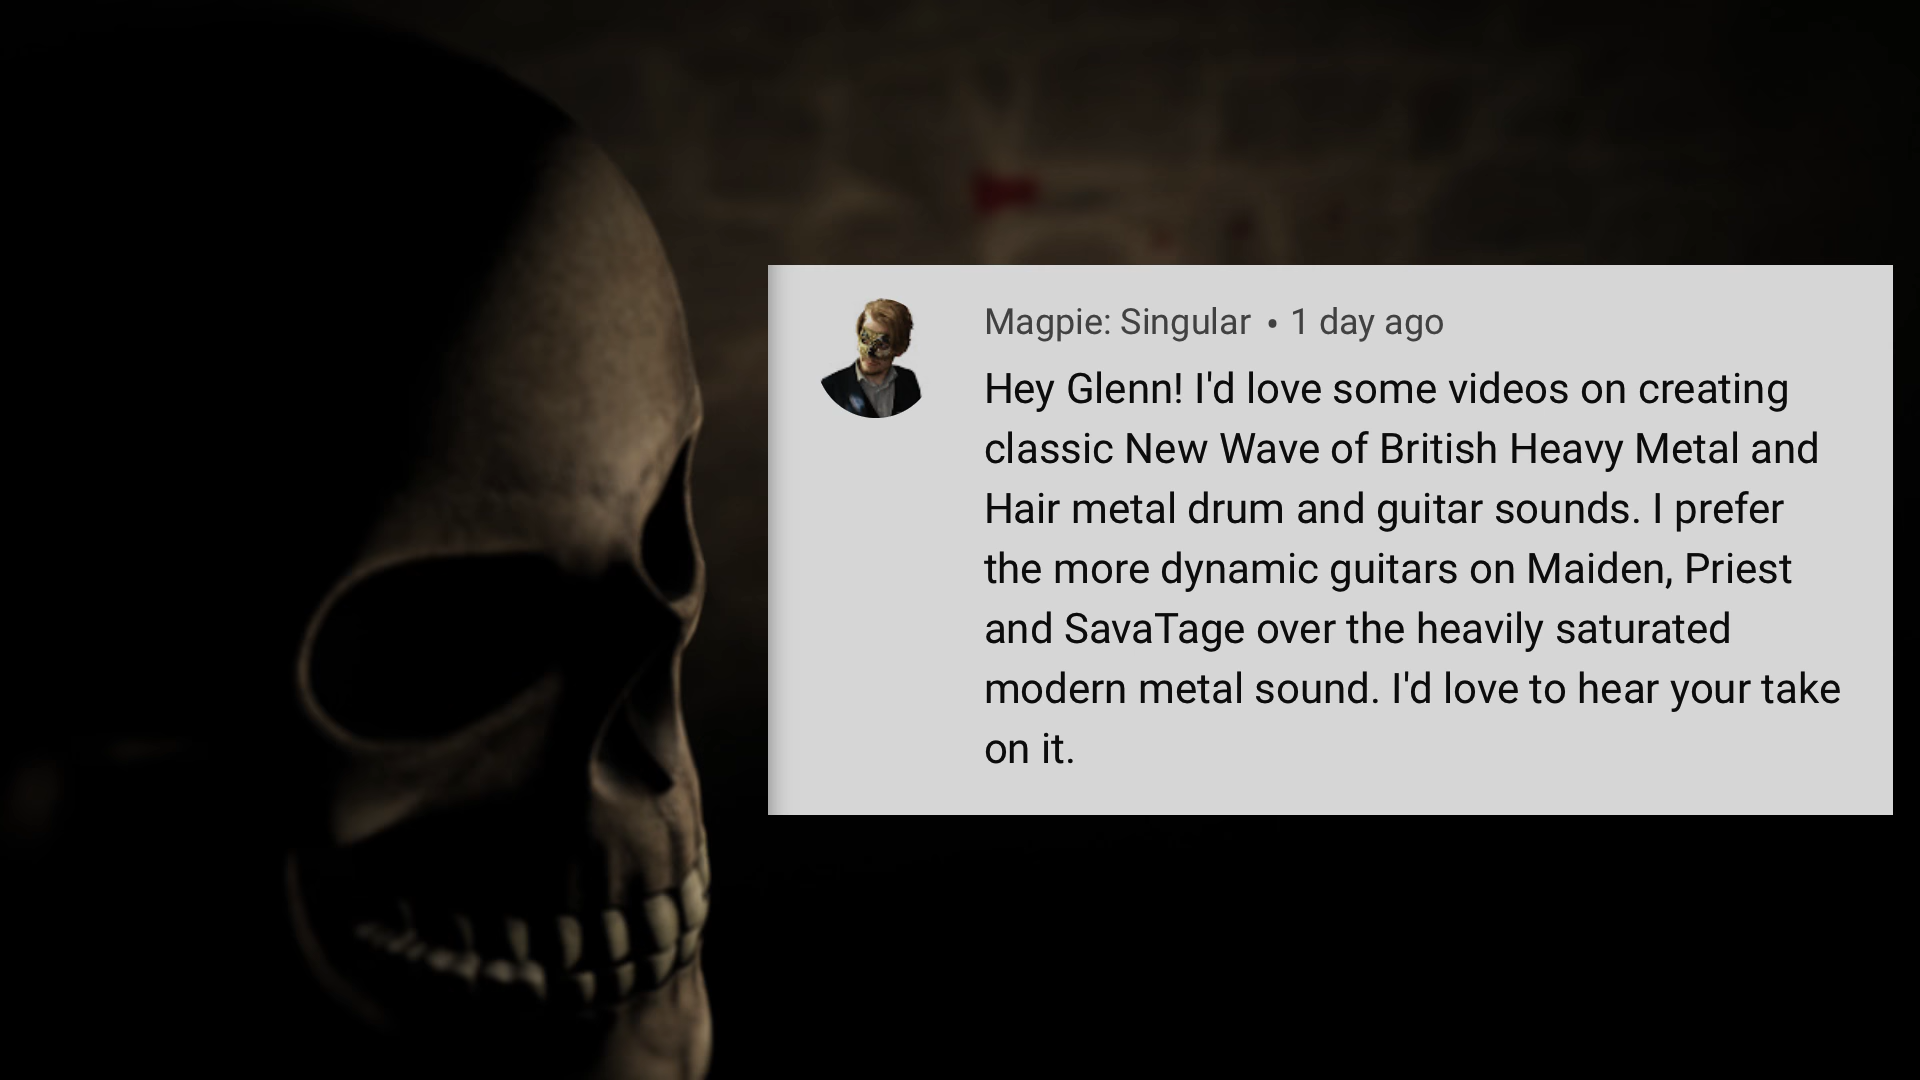 Magpie: Singular • 1 day ago
Hey Glenn! I'd love some videos on creating
classic New Wave of British Heavy Metal and
Hair metal drum and guitar sounds. I prefer
the more dynamic guitars on Maiden, Priest
and SavaTage over the heavily saturated
modern metal sound. I'd love to hear your take
on it.